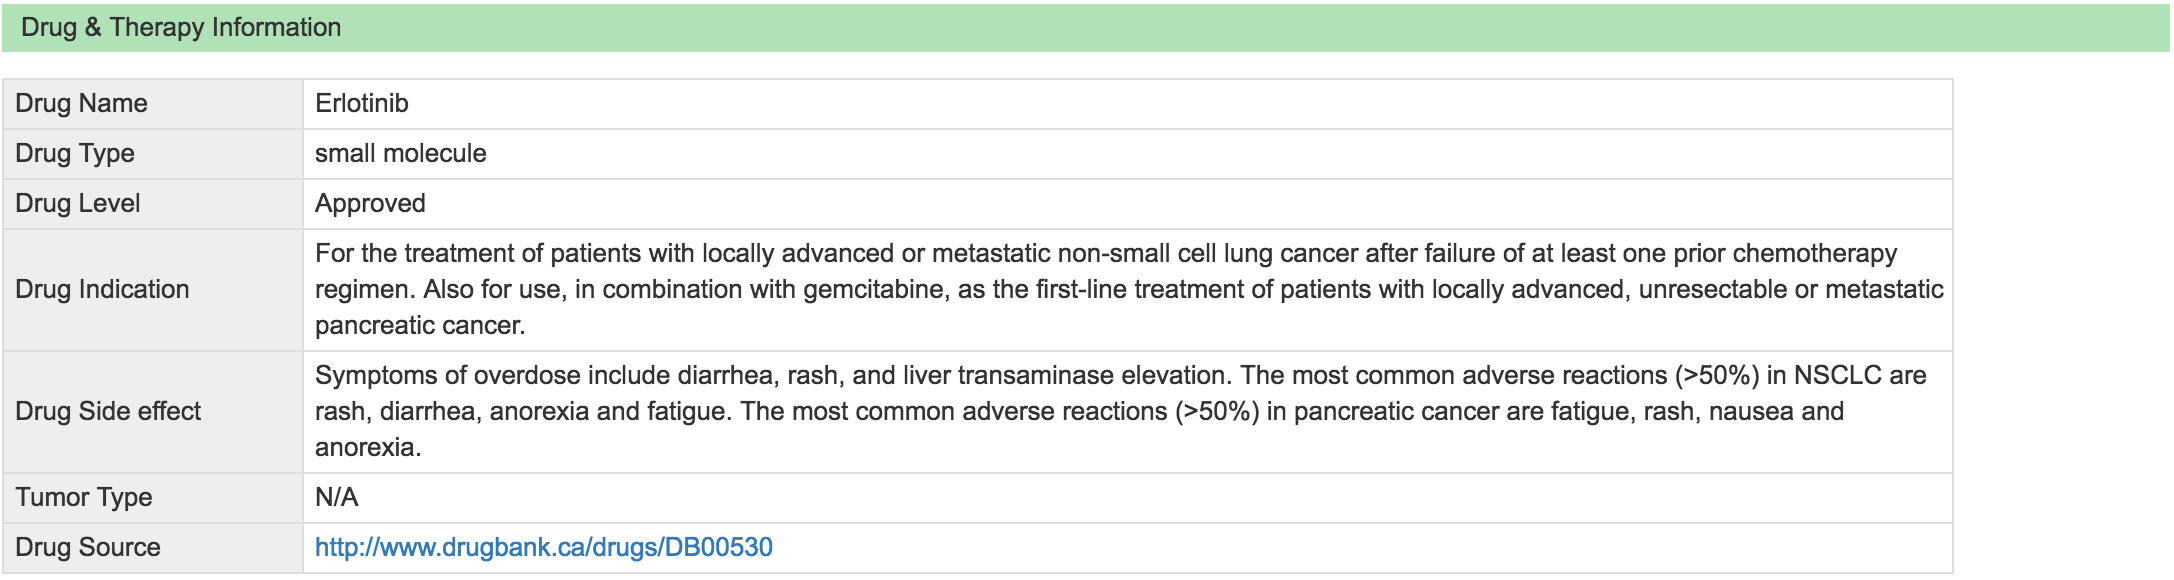 Drug & Therapy Information
Drug Name
Erlotinib
Drug Type
small molecule
Drug Level
Approved
Drug Indication
For the treatment of patients with locally advanced or metastatic non-small cell lung cancer after failure of at least one prior chemotherapy
regimen. Also for use, in combination with gemcitabine, as the first-line treatment of patients with locally advanced, unresectable or metastatic
pancreatic cancer.
Drug Side effect
Symptoms of overdose include diarrhea, rash, and liver transaminase elevation. The most common adverse reactions (>50%) in NSCLC are
rash, diarrhea, anorexia and fatigue. The most common adverse reactions (>50%) in pancreatic cancer are fatigue, rash, nausea and
anorexia.
Tumor Type
N/A
Drug Source
http://www.drugbank.ca/drugs/DB00530